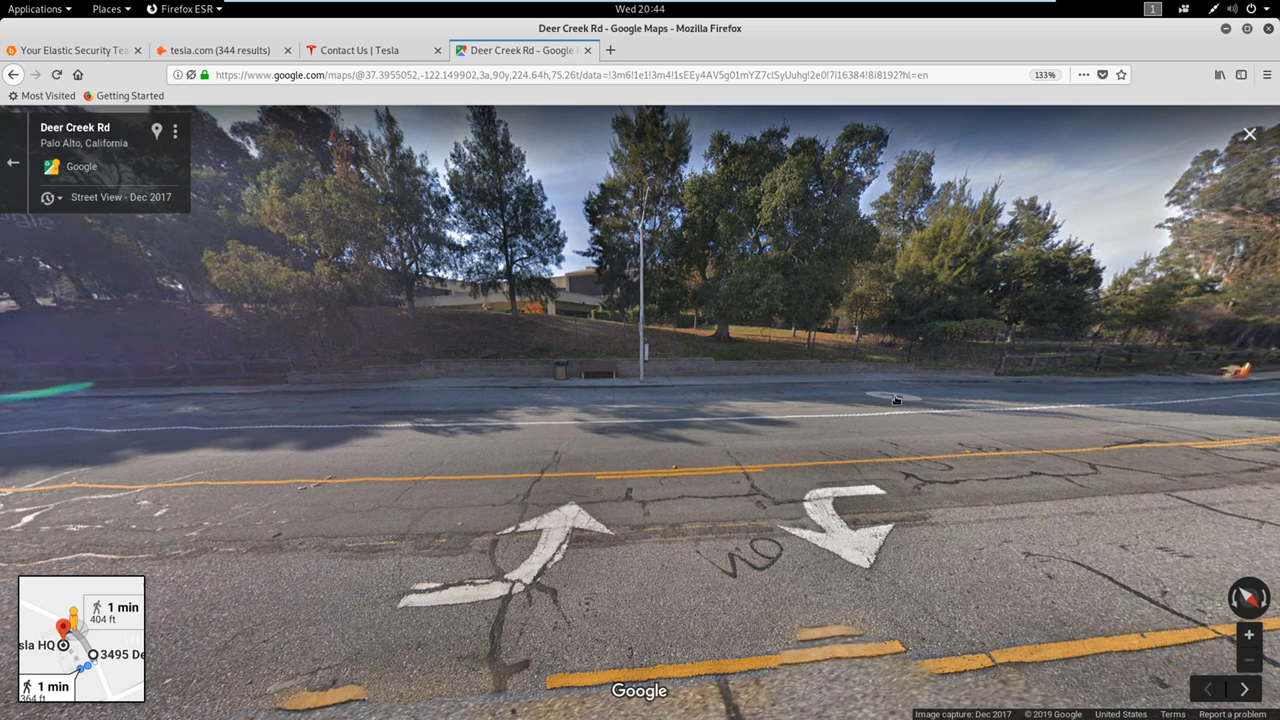 Applications Places Firefox ESR Wed 20:44 1
Deer Creek Rd - Google Maps - Mozilla Firefox
Your Elastic Security Tea tesla.com (344 results) Contact Us | Tesla Deer Creek Rd - Google
https://www.google.com/maps/@37.3955052,-122.149902,3a,90y,224.64h,75.26t/data=!3m6!1e1!3m4!1sEEy4AV5g01mYZ7clSyUuhg!2e0!7i16384!8i8192?hl=en 133%
Most Visited Getting Started
Deer Creek Rd
Palo Alto, California
Google
Street View - Dec 2017
1 min
404 ft
sla HQ 3495 De
1 min
364 ft
Google
Image capture: Dec 2017 © 2019 Google United States Terms Report a problem